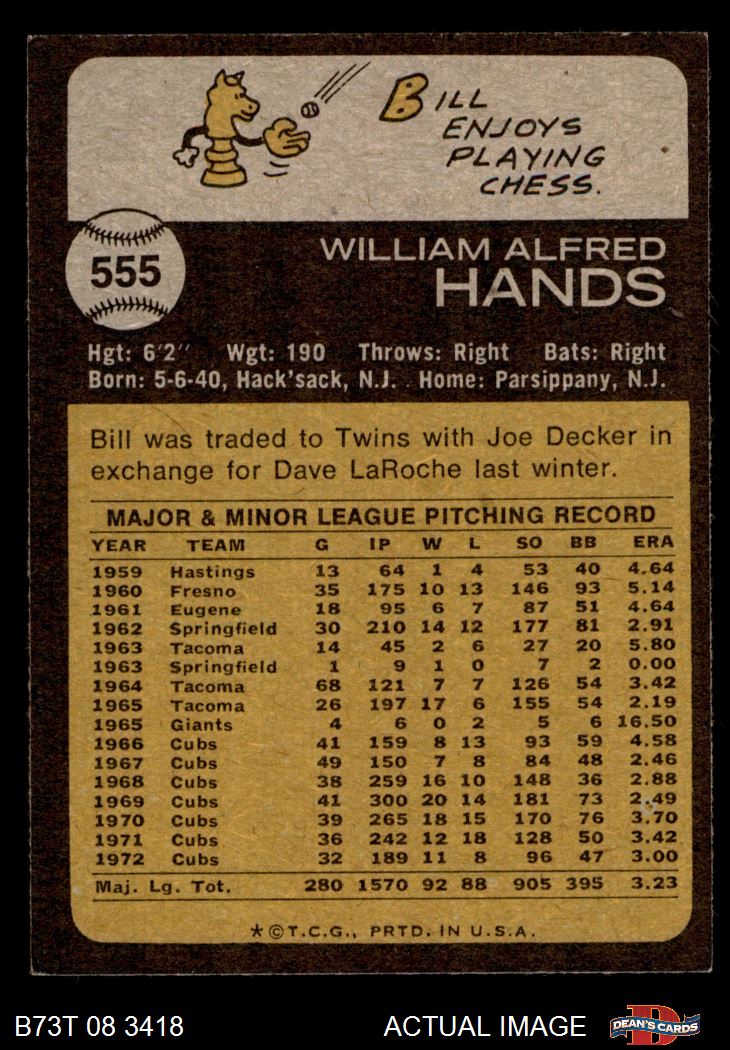 BILL
ENJOYS
PLAYING
CHESS.
555
WILLIAM ALFRED
HANDS
Hgt: 6'2" Wgt: 190 Throws: Right Bats: Right
Born: 5-6-40, Hack'sack, N.J. Home: Parsippany, N.J.
Bill was traded to Twins with Joe Decker in
exchange for Dave LaRoche last winter.
MAJOR & MINOR LEAGUE PITCHING RECORD
YEAR TEAM G IP W L SO BB ERA
1959 Hastings 13 64 1 4 53 40 4.64
1960 Fresno 35 175 10 13 146 93 5.14
1961 Eugene 18 95 6 7 87 51 4.64
1962 Springfield 30 210 14 12 177 81 2.91
1963 Tacoma 14 45 2 6 27 20 5.80
1963 Springfield 1 9 1 0 7 2 0.00
1964 Tacoma 68 121 7 7 126 54 3.42
1965 Tacoma 26 197 17 6 155 54 2.19
1965 Giants 4 6 0 2 5 6 16.50
1966 Cubs 41 159 8 13 93 59 4.58
1967 Cubs 49 150 7 8 84 48 2.46
1968 Cubs 38 259 16 10 148 36 2.88
1969 Cubs 41 300 20 14 181 73 2.49
1970 Cubs 39 265 18 15 170 76 3.70
1971 Cubs 36 242 12 18 128 50 3.42
1972 Cubs 32 189 11 8 96 47 3.00
Maj. Lg. Tot. 280 1570 92 88 905 395 3.23
*©T.C.G., PRTD. IN U.S.A.
B73T 08 3418 ACTUAL IMAGE D DEAN'S CARDS